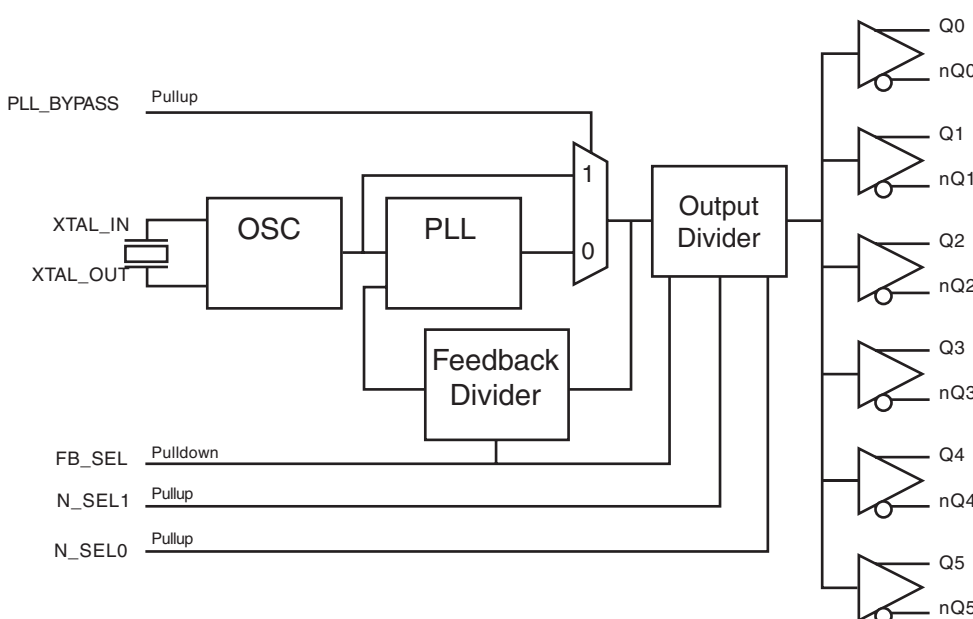 Q0
nQ0
PLL_BYPASS
Pullup
Q1
nQ1
1
XTAL_IN
OSC
PLL
Output
Divider
0
XTAL_OUT
Q2
nQ2
Feedback
Divider
Q3
nQ3
FB_SEL
Pulldown
Q4
nQ4
N_SEL1
Pullup
N_SEL0
Pullup
Q5
nQ5